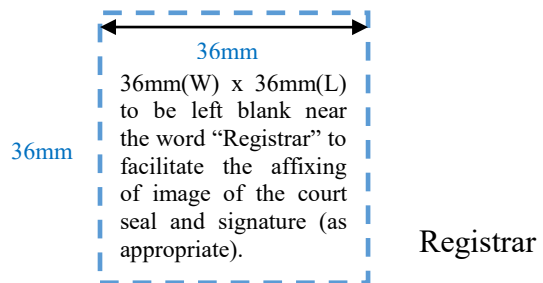 36mm
36mm(W) x 36mm(L)
to be left blank near
the word “Registrar” to
facilitate the affixing
of image of the court
seal and signature (as
appropriate).
36mm
Registrar